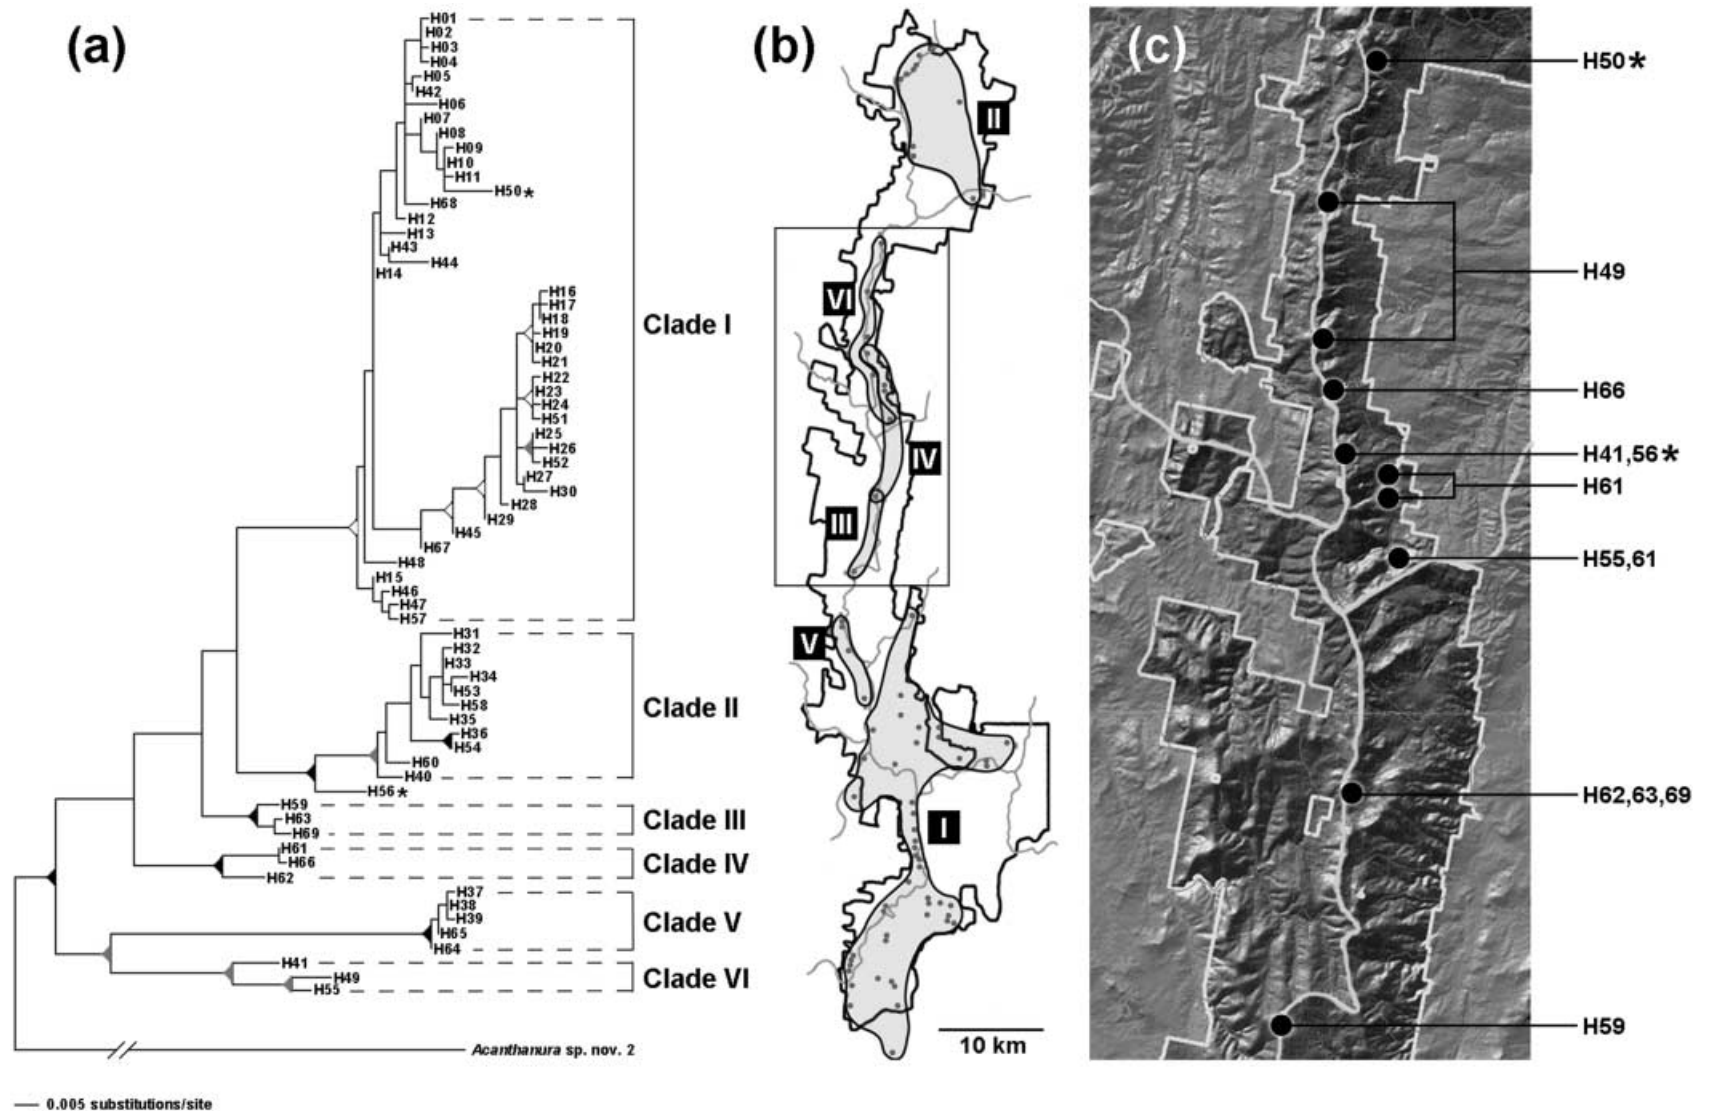 (a)
H01
H02
H03
H04
H05
H42
H06
H07
H08
H09
H10
H11
H50*
H68
H12
H13
H43
H44
H14
H16
H17
H18
H19
H20
H21
H22
H23
H24
H51
H25
H26
H52
H27
H30
H28
H29
H45
H67
H48
H15
H46
H47
H57
Clade I
H31
H32
H33
H34
H53
H58
H35
H36
H54
H60
H40
H56*
Clade II
H59
H63
H69
Clade III
H61
H66
H62
Clade IV
H37
H38
H39
H65
H64
Clade V
H41
H49
H55
Clade VI
Acanthanura sp. nov. 2
0.005 substitutions/site
(b)
II
VI
IV
III
V
I
10 km
(c)
H50*
H49
H66
H41,56*
H61
H55,61
H62,63,69
H59